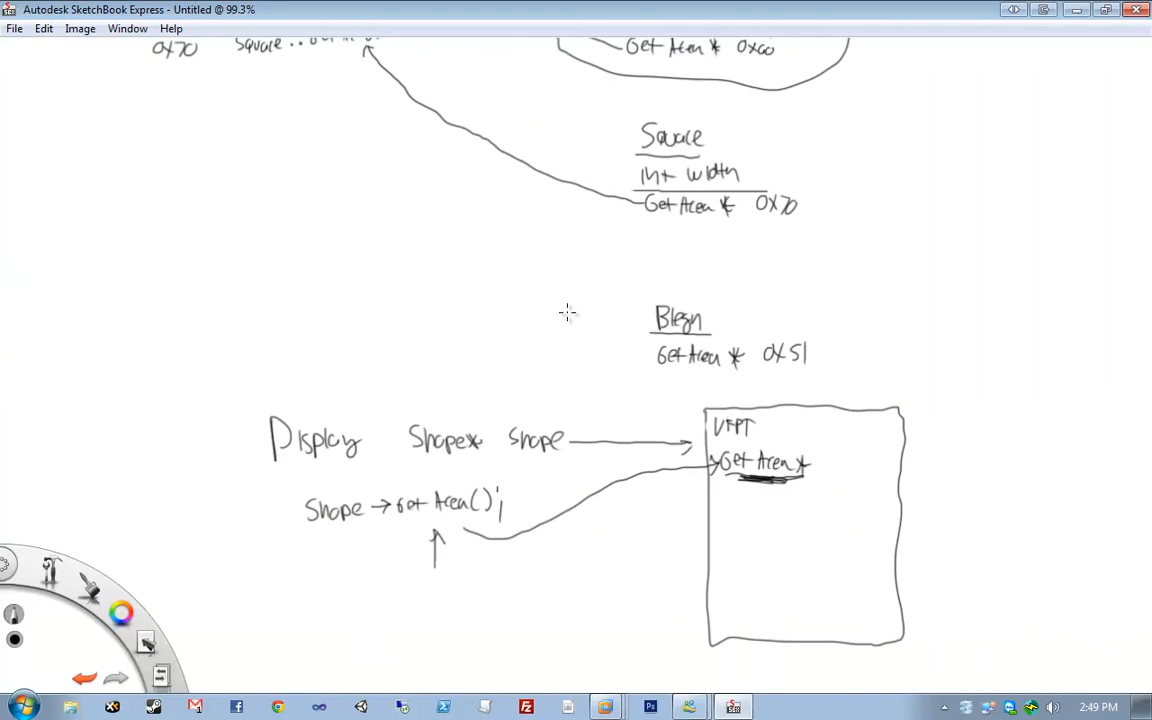 Autodesk SketchBook Express - Untitled @ 99.3%
File Edit Image Window Help
0x70 Square
Get Area * 0x60
Square
int width
Get Area * 0x70
Get Area * 0x51
Display Shape* shape
Shape → Get Area();
VFPT
Get Area *
2:49 PM